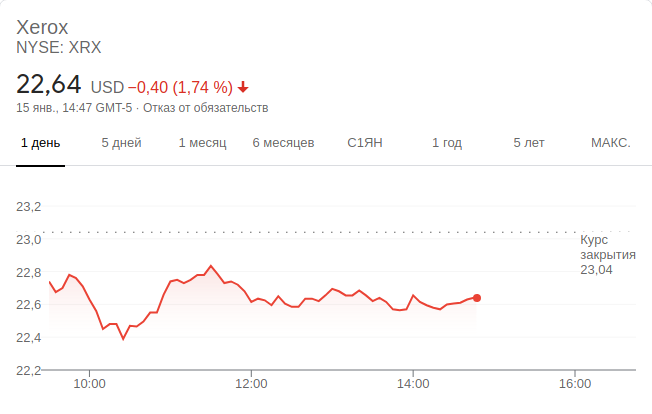 Xerox
NYSE: XRX
22,64 USD −0,40 (1,74 %)
15 янв., 14:47 GMT-5 · Отказ от обязательств
1 день 5 дней 1 месяц 6 месяцев С1ЯН 1 год 5 лет МАКС.
23,2
23,0
22,8
22,6
22,4
22,2
Курс
закрытия
23,04
10:00 12:00 14:00 16:00